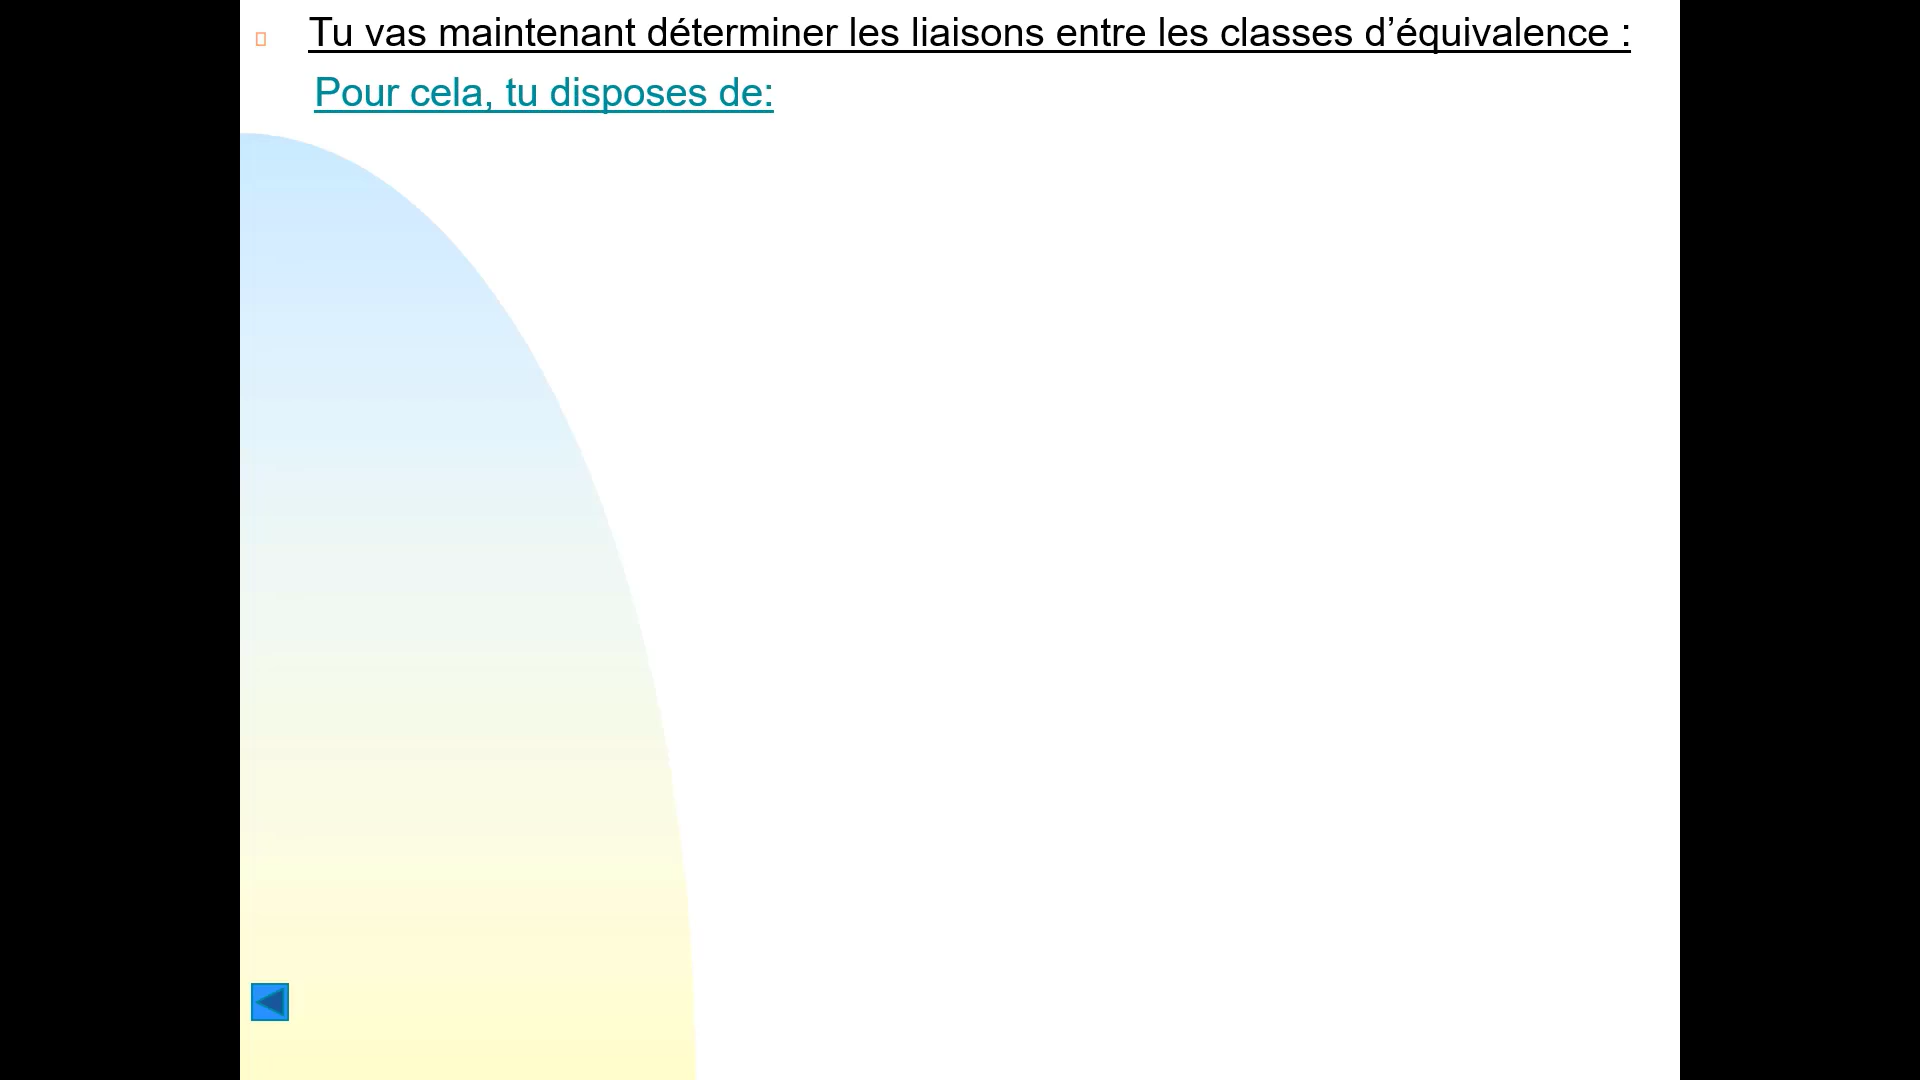 Tu vas maintenant déterminer les liaisons entre les classes d’équivalence :
Pour cela, tu disposes de: